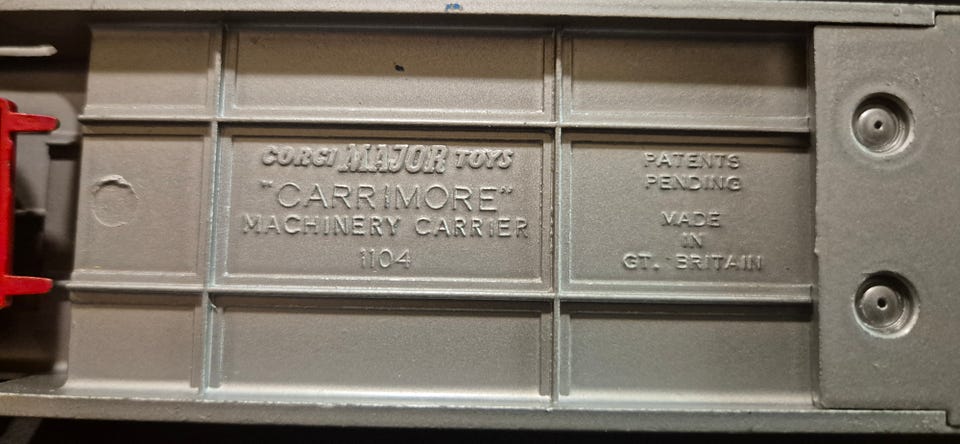 CORGI MAJOR TOYS
"CARRIMORE"
MACHINERY CARRIER
1104
PATENTS
PENDING
MADE
IN
GT. BRITAIN